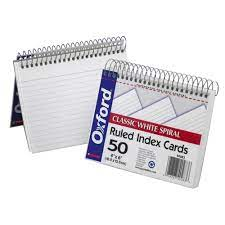 Oxford
CLASSIC WHITE SPIRAL
Ruled Index Cards
50